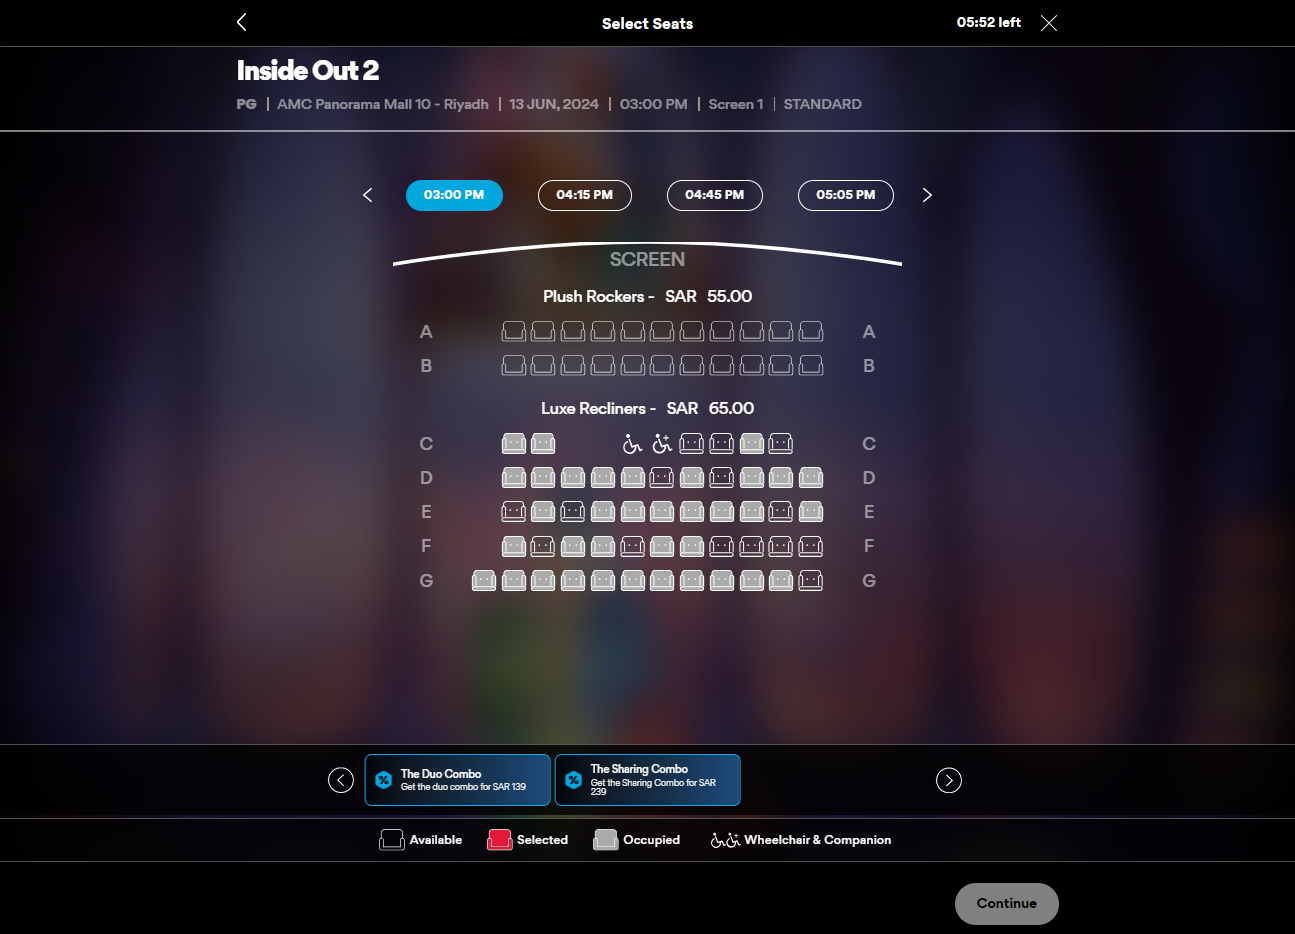 Select Seats
05:52 left
Inside Out 2
PG | AMC Panorama Mall 10 - Riyadh | 13 JUN, 2024 | 03:00 PM | Screen 1 | STANDARD
03:00 PM 04:15 PM 04:45 PM 05:05 PM
SCREEN
Plush Rockers - SAR 55.00
A A
B B
Luxe Recliners - SAR 65.00
C C
D D
E E
F F
G G
The Duo Combo
Get the duo combo for SAR 139
The Sharing Combo
Get the Sharing Combo for SAR
239
Available Selected Occupied Wheelchair & Companion
Continue